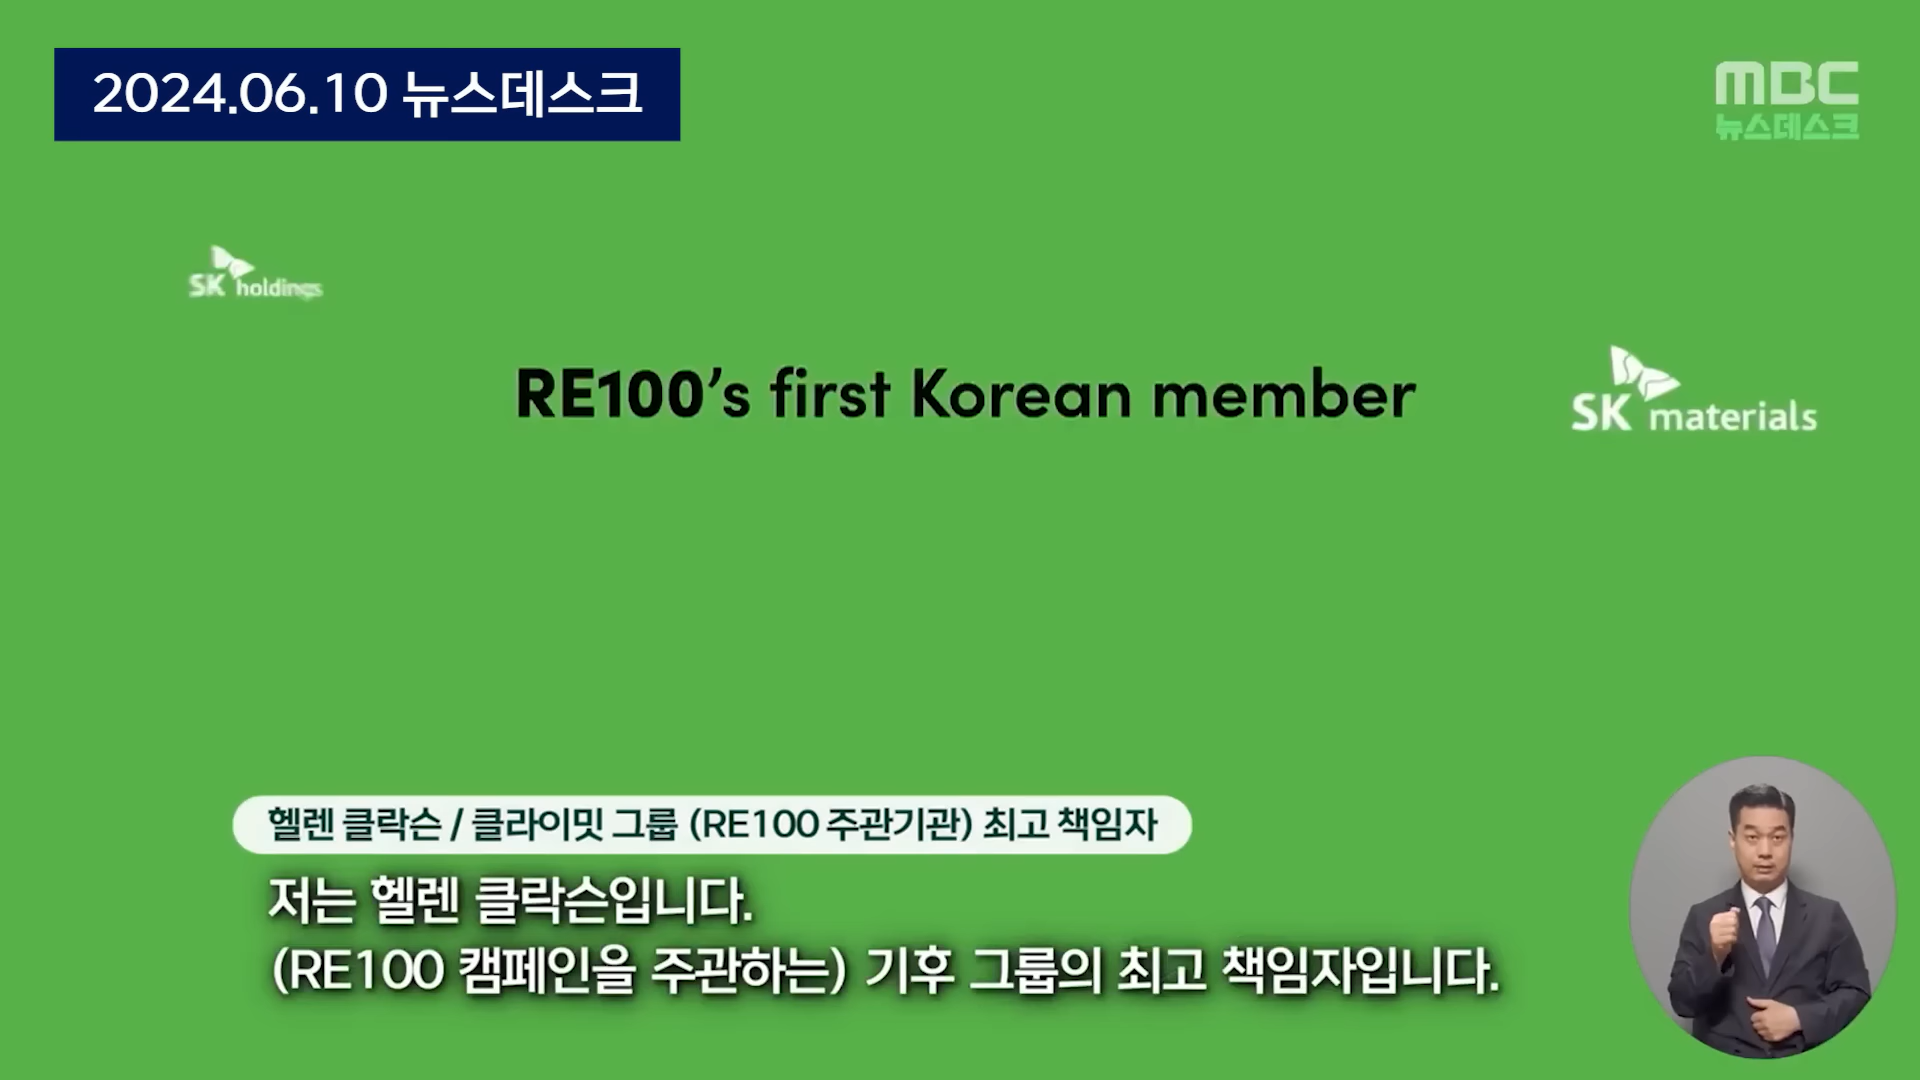 2024.06.10 뉴스데스크
MBC
뉴스데스크
SK holdings
RE100’s first Korean member
SK materials
헬렌 클락슨 / 클라이밋 그룹 (RE100 주관기관) 최고 책임자
저는 헬렌 클락슨입니다.
(RE100 캠페인을 주관하는) 기후 그룹의 최고 책임자입니다.